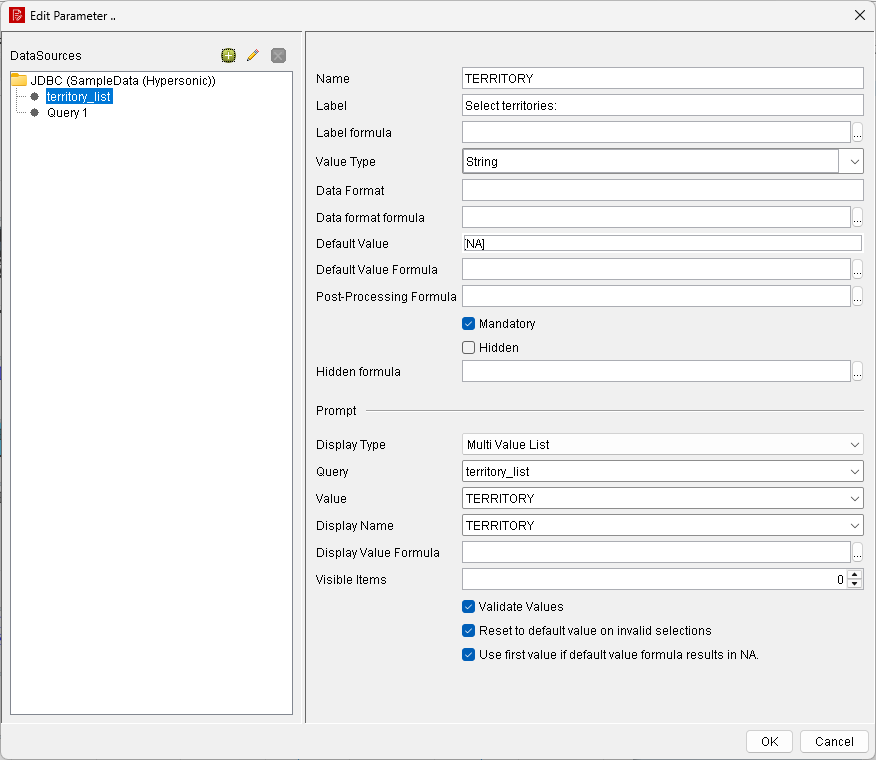 Edit Parameter ..
DataSources
JDBC (SampleData (Hypersonic))
territory_list
Query 1
Name TERRITORY
Label Select territories:
Label formula ...
Value Type String
Data Format
Data format formula ...
Default Value [NA]
Default Value Formula ...
Post-Processing Formula ...
Mandatory
Hidden
Hidden formula ...
Prompt
Display Type Multi Value List
Query territory_list
Value TERRITORY
Display Name TERRITORY
Display Value Formula ...
Visible Items 0
Validate Values
Reset to default value on invalid selections
Use first value if default value formula results in NA.
OK Cancel